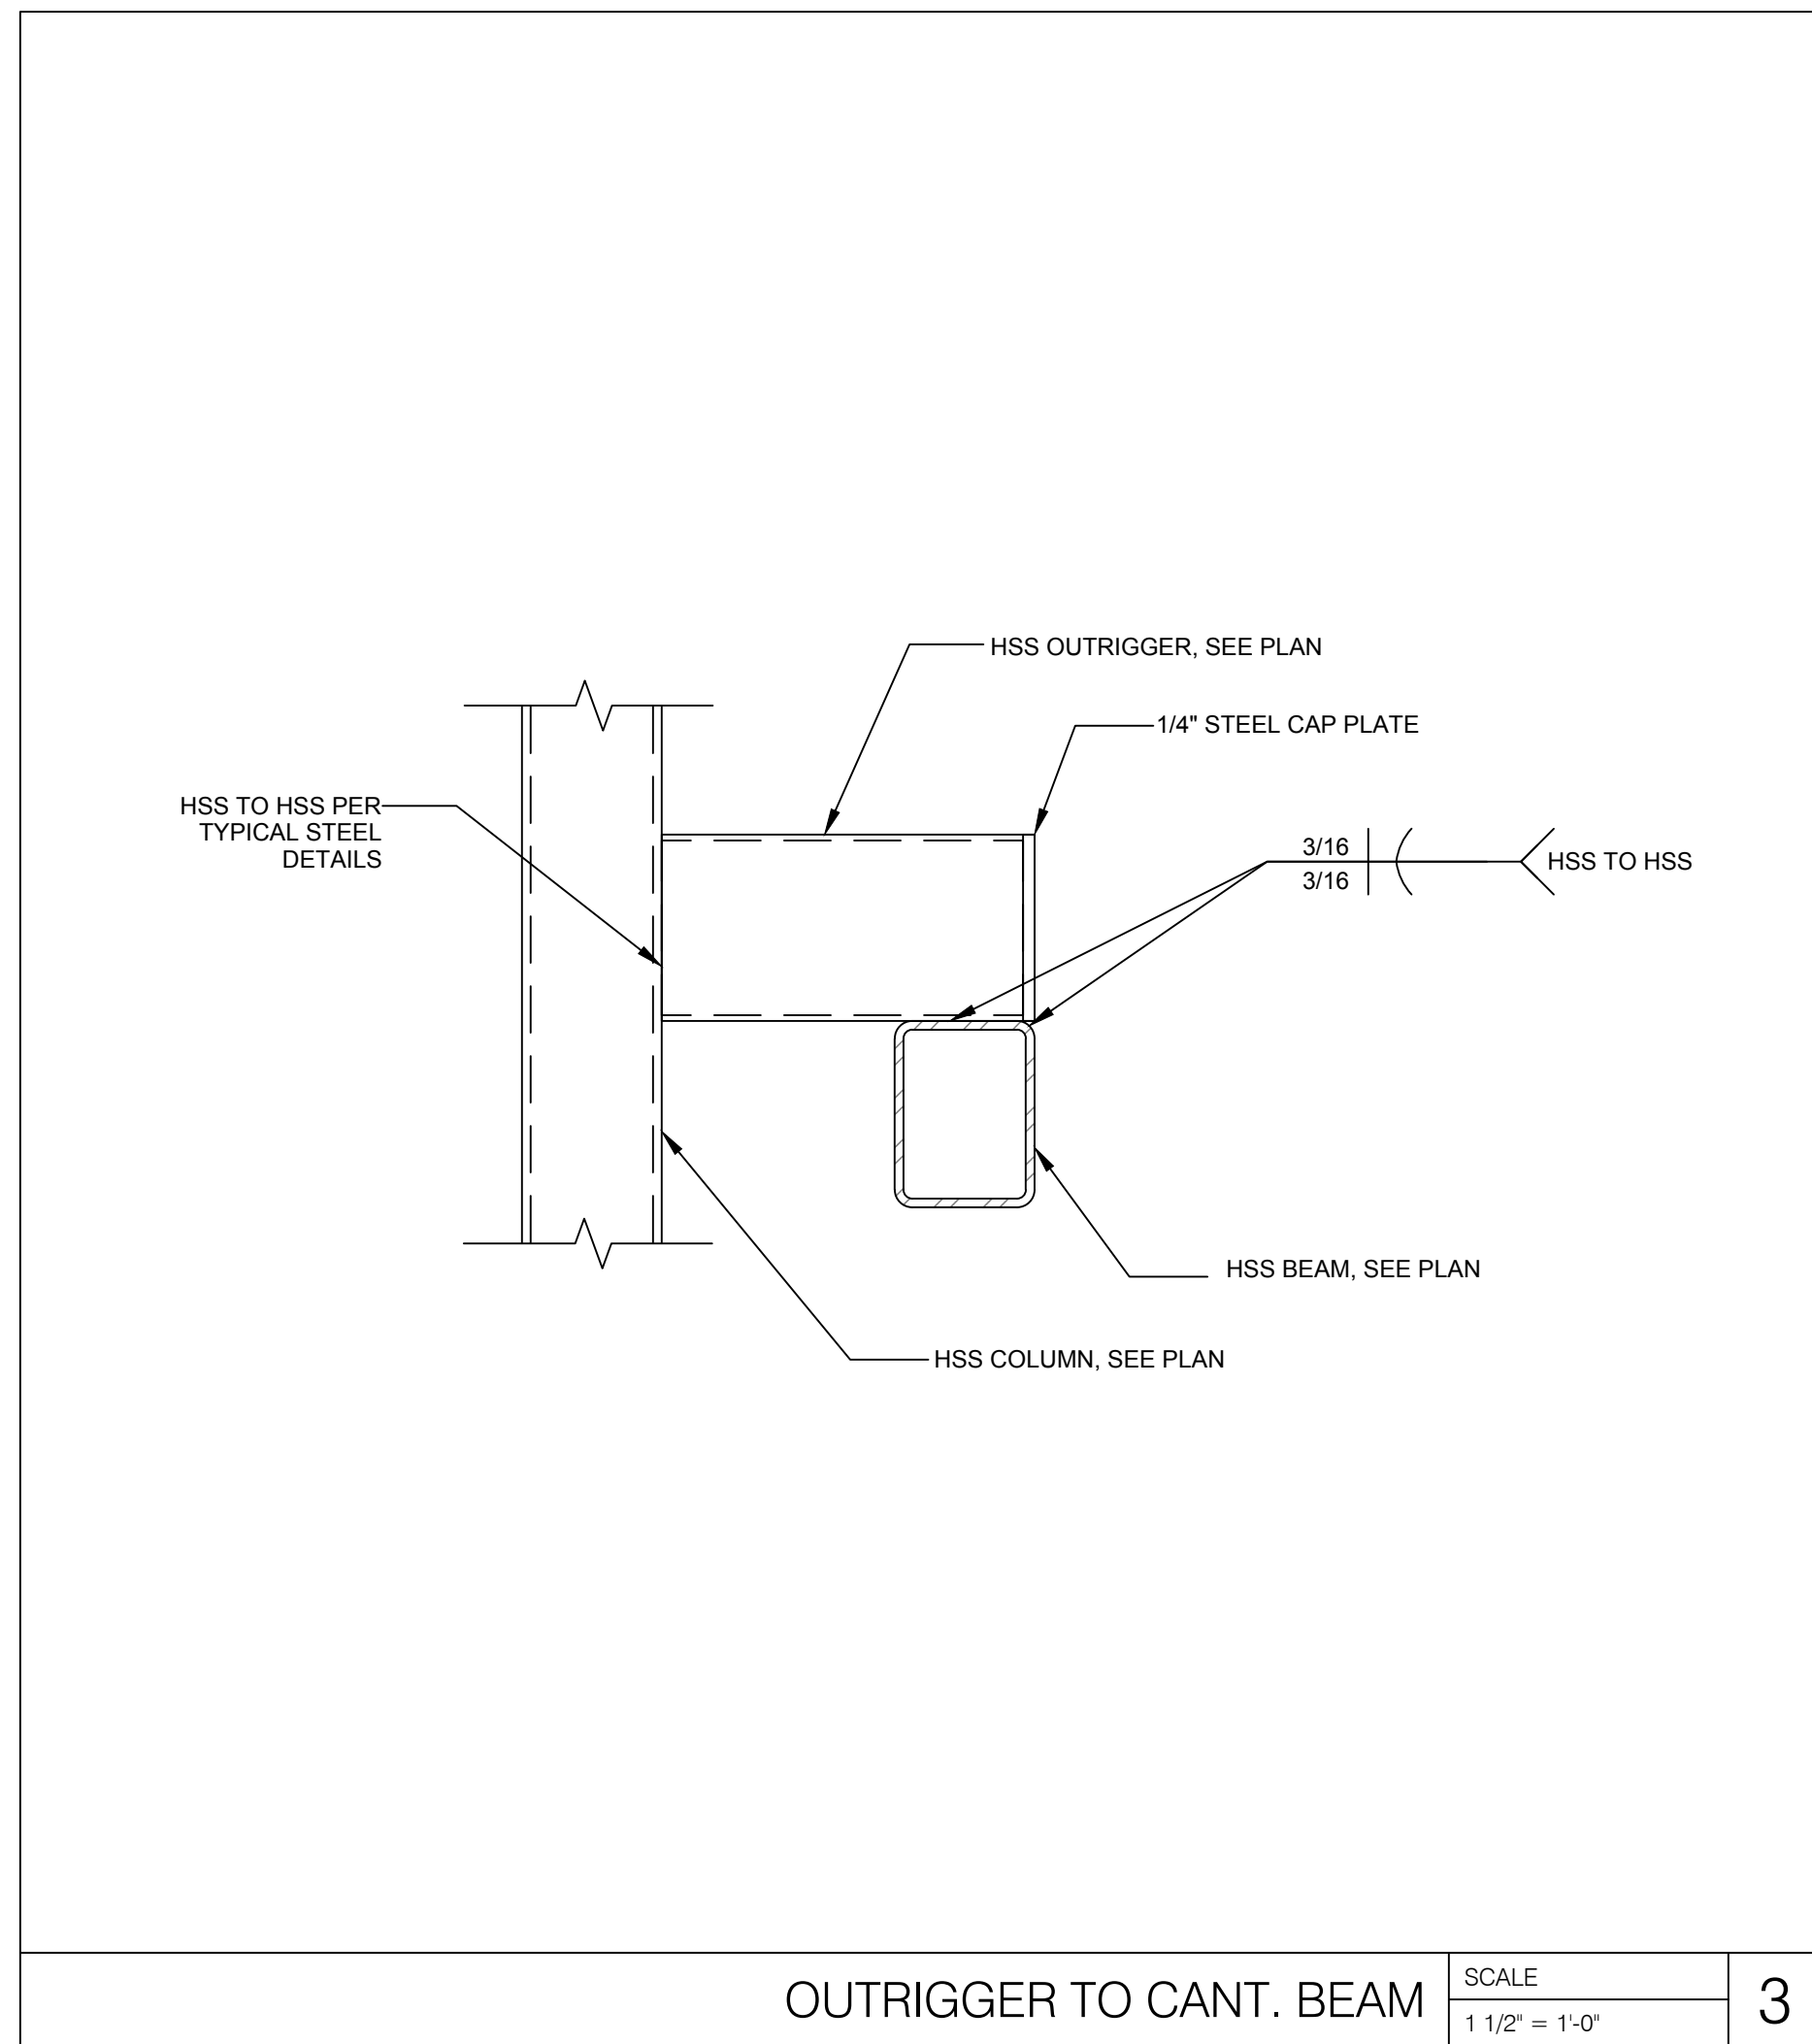 HSS OUTRIGGER, SEE PLAN
1/4" STEEL CAP PLATE
HSS TO HSS PER
TYPICAL STEEL
DETAILS
3/16
3/16
HSS TO HSS
HSS BEAM, SEE PLAN
HSS COLUMN, SEE PLAN
OUTRIGGER TO CANT. BEAM
SCALE
1 1/2" = 1'-0"
3